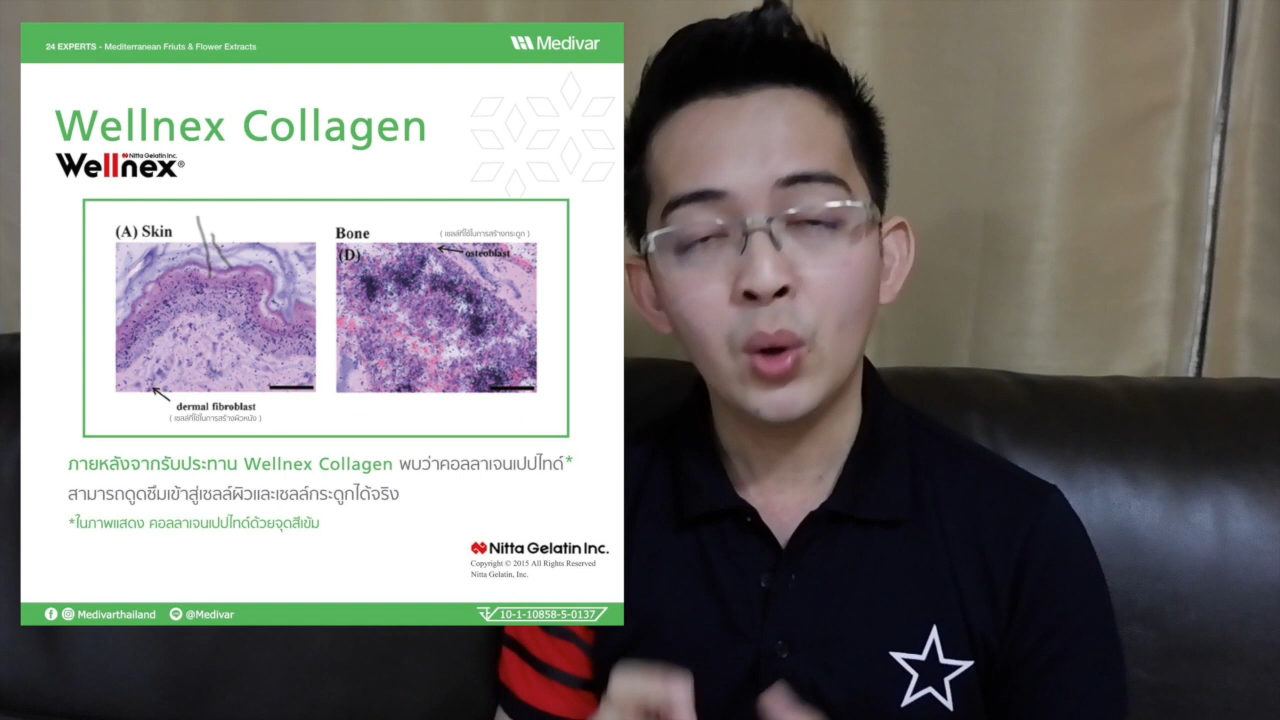 24 EXPERTS - Mediterranean Friuts & Flower Extracts
Medivar
Wellnex Collagen
Nitta Gelatin Inc.
Wellnex®
(A) Skin
Bone
( เซลล์ที่ใช้ในการสร้างกระดูก )
(D)
osteoblast
dermal fibroblast
( เซลล์ที่ใช้ในการสร้างผิวหนัง )
ภายหลังจากรับประทาน Wellnex Collagen พบว่าคอลลาเจนเปปไทด์*
สามารถดูดซึมเข้าสู่เซลล์ผิวและเซลล์กระดูกได้จริง
*ในภาพแสดง คอลลาเจนเปปไทด์ด้วยจุดสีเข้ม
Nitta Gelatin Inc.
Copyright © 2015 All Rights Reserved
Nitta Gelatin, Inc.
Medivarthailand @Medivar
10-1-10858-5-0137